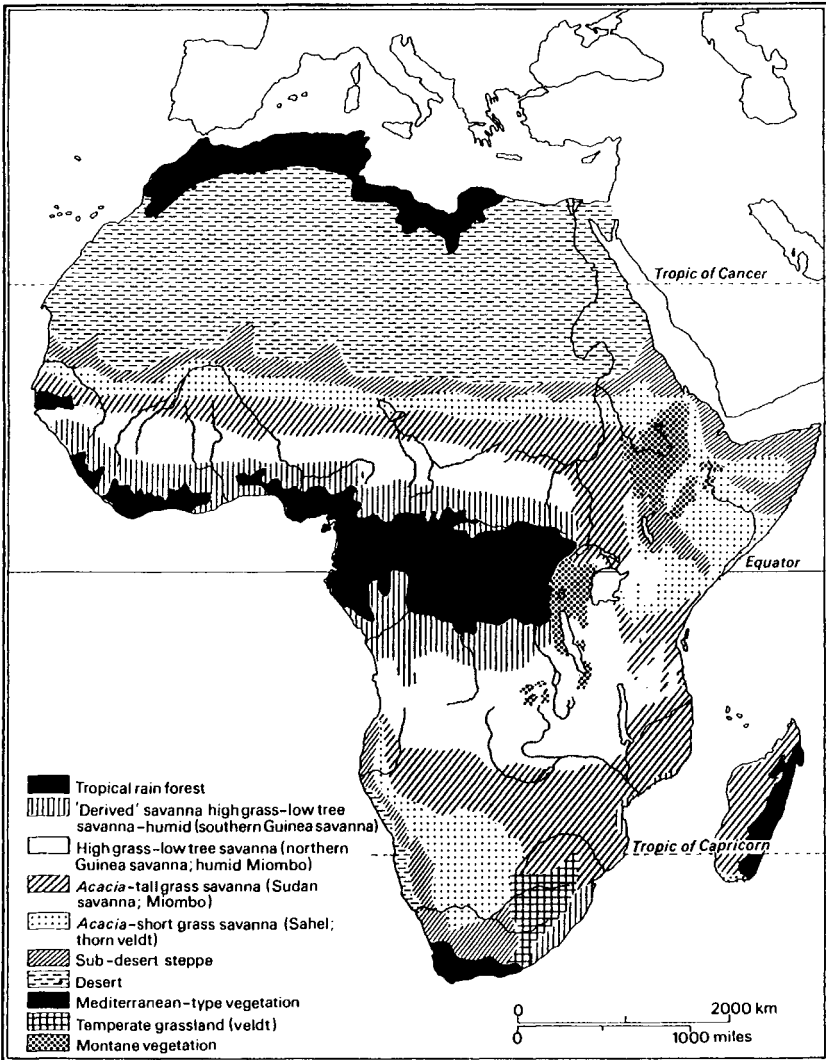 Tropic of Cancer
Equator
Tropic of Capricorn
Tropical rain forest
'Derived' savanna high grass-low tree
savanna-humid (southern Guinea savanna)
High grass-low tree savanna (northern
Guinea savanna; humid Miombo)
Acacia-tall grass savanna (Sudan
savanna; Miombo)
Acacia-short grass savanna (Sahel;
thorn veldt)
Sub-desert steppe
Desert
Mediterranean-type vegetation
Temperate grassland (veldt)
Montane vegetation
0 2000 km
0 1000 miles